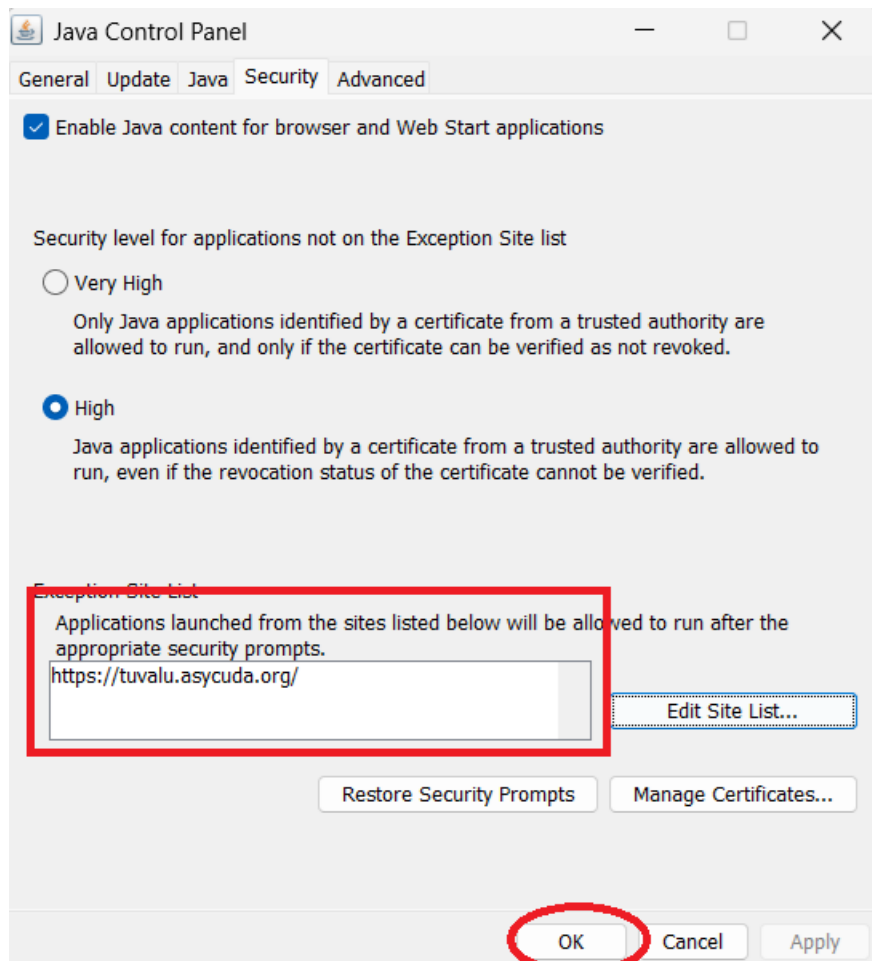 Java Control Panel
General Update Java Security Advanced
Enable Java content for browser and Web Start applications
Security level for applications not on the Exception Site list
Very High
Only Java applications identified by a certificate from a trusted authority are
allowed to run, and only if the certificate can be verified as not revoked.
High
Java applications identified by a certificate from a trusted authority are allowed to
run, even if the revocation status of the certificate cannot be verified.
Exception Site List
Applications launched from the sites listed below will be allowed to run after the
appropriate security prompts.
https://tuvalu.asycuda.org/
Edit Site List...
Restore Security Prompts Manage Certificates...
OK Cancel Apply